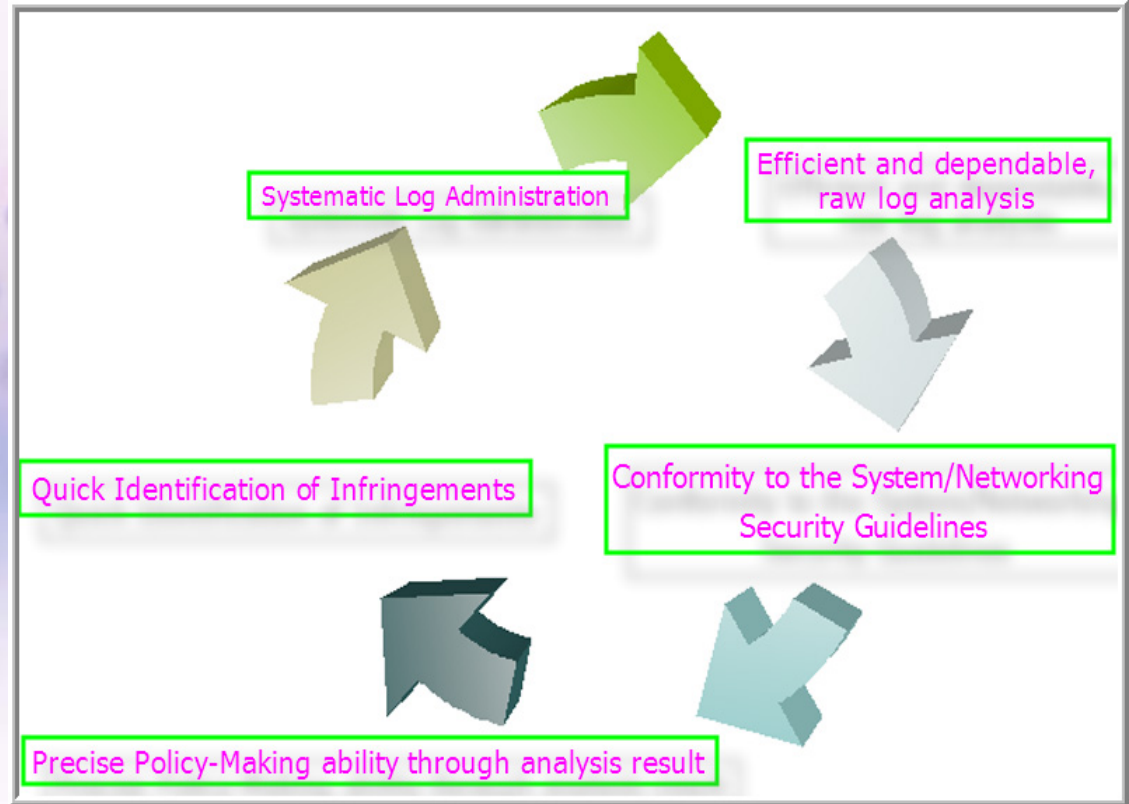 Systematic Log Administration
Efficient and dependable,
raw log analysis
Quick Identification of Infringements
Conformity to the System/Networking
Security Guidelines
Precise Policy-Making ability through analysis result